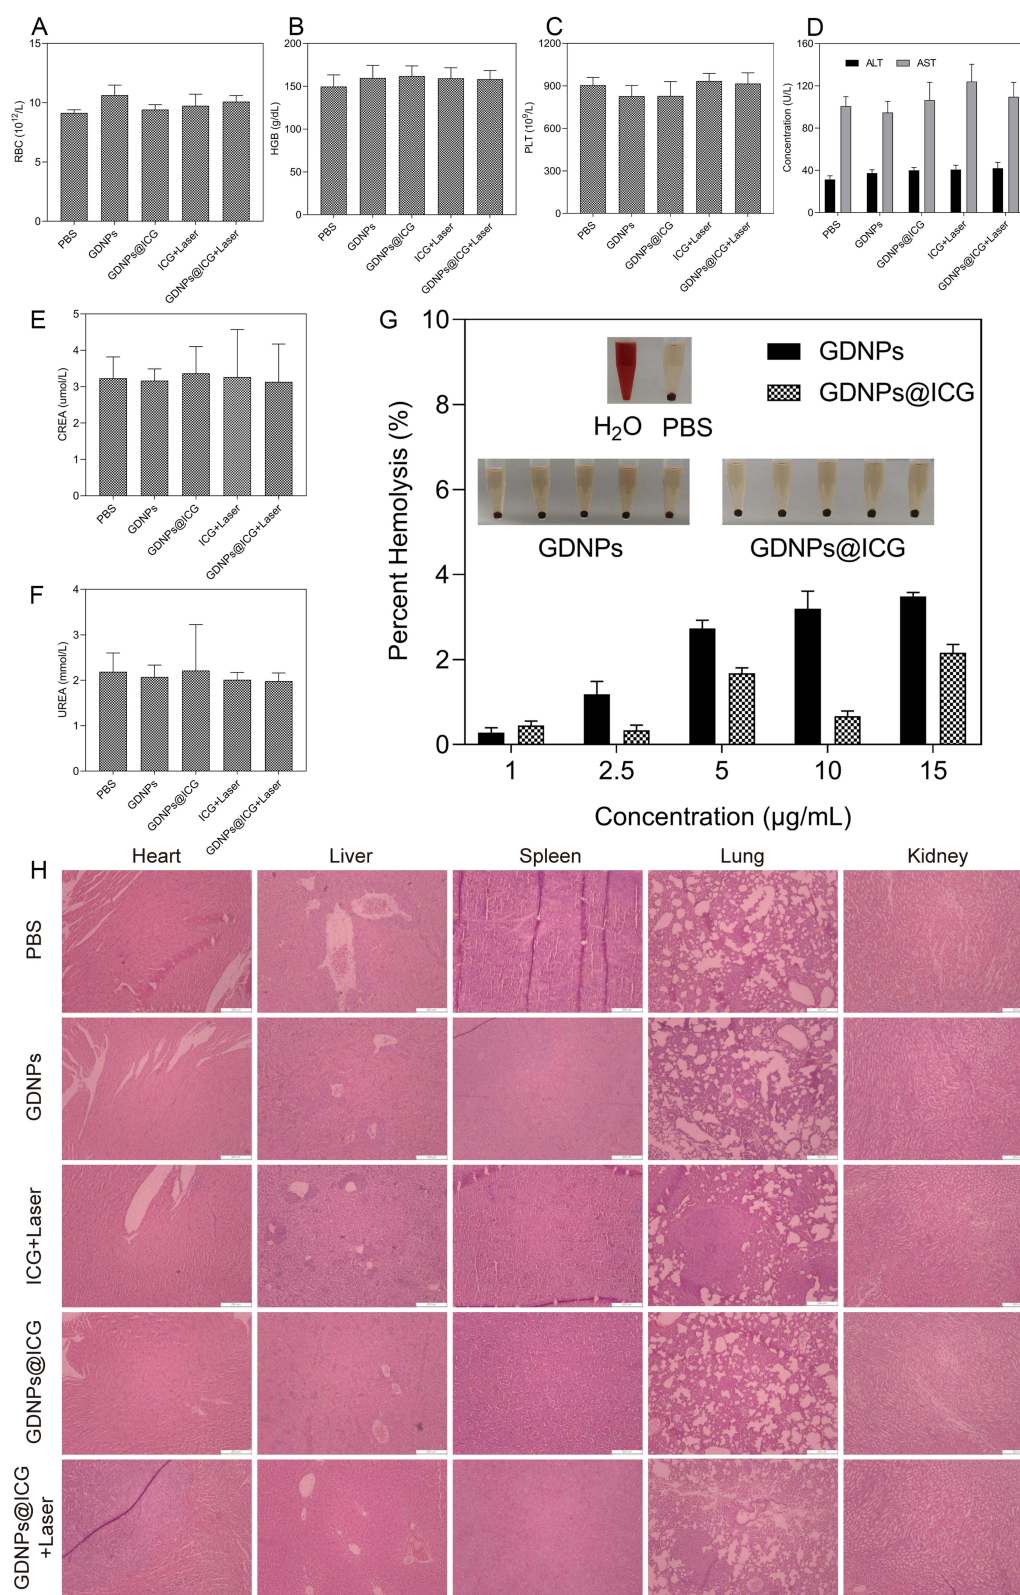 A
RBC (10¹²/L)
15
10
5
0
PBS
GDNPs
GDNPs@ICG
ICG+Laser
GDNPs@ICG+Laser
B
HGB (g/dL)
200
150
100
50
0
PBS
GDNPs
GDNPs@ICG
ICG+Laser
GDNPs@ICG+Laser
C
PLT (10⁹/L)
1200
900
600
300
0
PBS
GDNPs
GDNPs@ICG
ICG+Laser
GDNPs@ICG+Laser
D
Concentration (U/L)
160
120
80
40
0
ALT AST
PBS
GDNPs
GDNPs@ICG
ICG+Laser
GDNPs@ICG+Laser
E
CREA (umol/L)
5
4
3
2
1
0
PBS
GDNPs
GDNPs@ICG
ICG+Laser
GDNPs@ICG+Laser
F
UREA (mmol/L)
4
3
2
1
0
PBS
GDNPs
GDNPs@ICG
ICG+Laser
GDNPs@ICG+Laser
G
Percent Hemolysis (%)
10
8
6
4
2
0
GDNPs
GDNPs@ICG
H₂O PBS
GDNPs GDNPs@ICG
1 2.5 5 10 15
Concentration (µg/mL)
H
Heart Liver Spleen Lung Kidney
PBS
GDNPs
ICG+Laser
GDNPs@ICG
GDNPs@ICG
+Laser